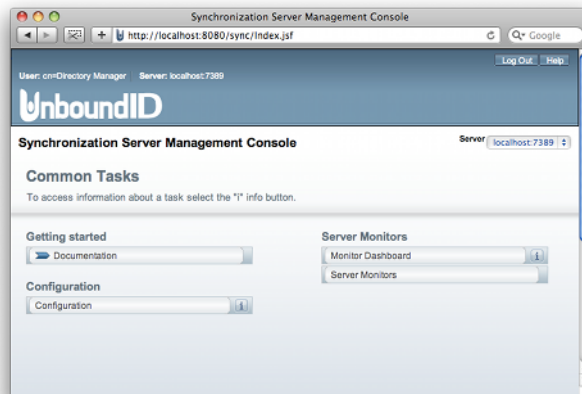 Synchronization Server Management Console
http://localhost:8080/sync/Index.jsf
Google
Log Out Help
User: cn=Directory Manager Server: localhost:7389
UnboundID
Synchronization Server Management Console
Server localhost:7389
Common Tasks
To access information about a task select the "i" info button.
Getting started
Documentation
Configuration
Configuration i
Server Monitors
Monitor Dashboard i
Server Monitors